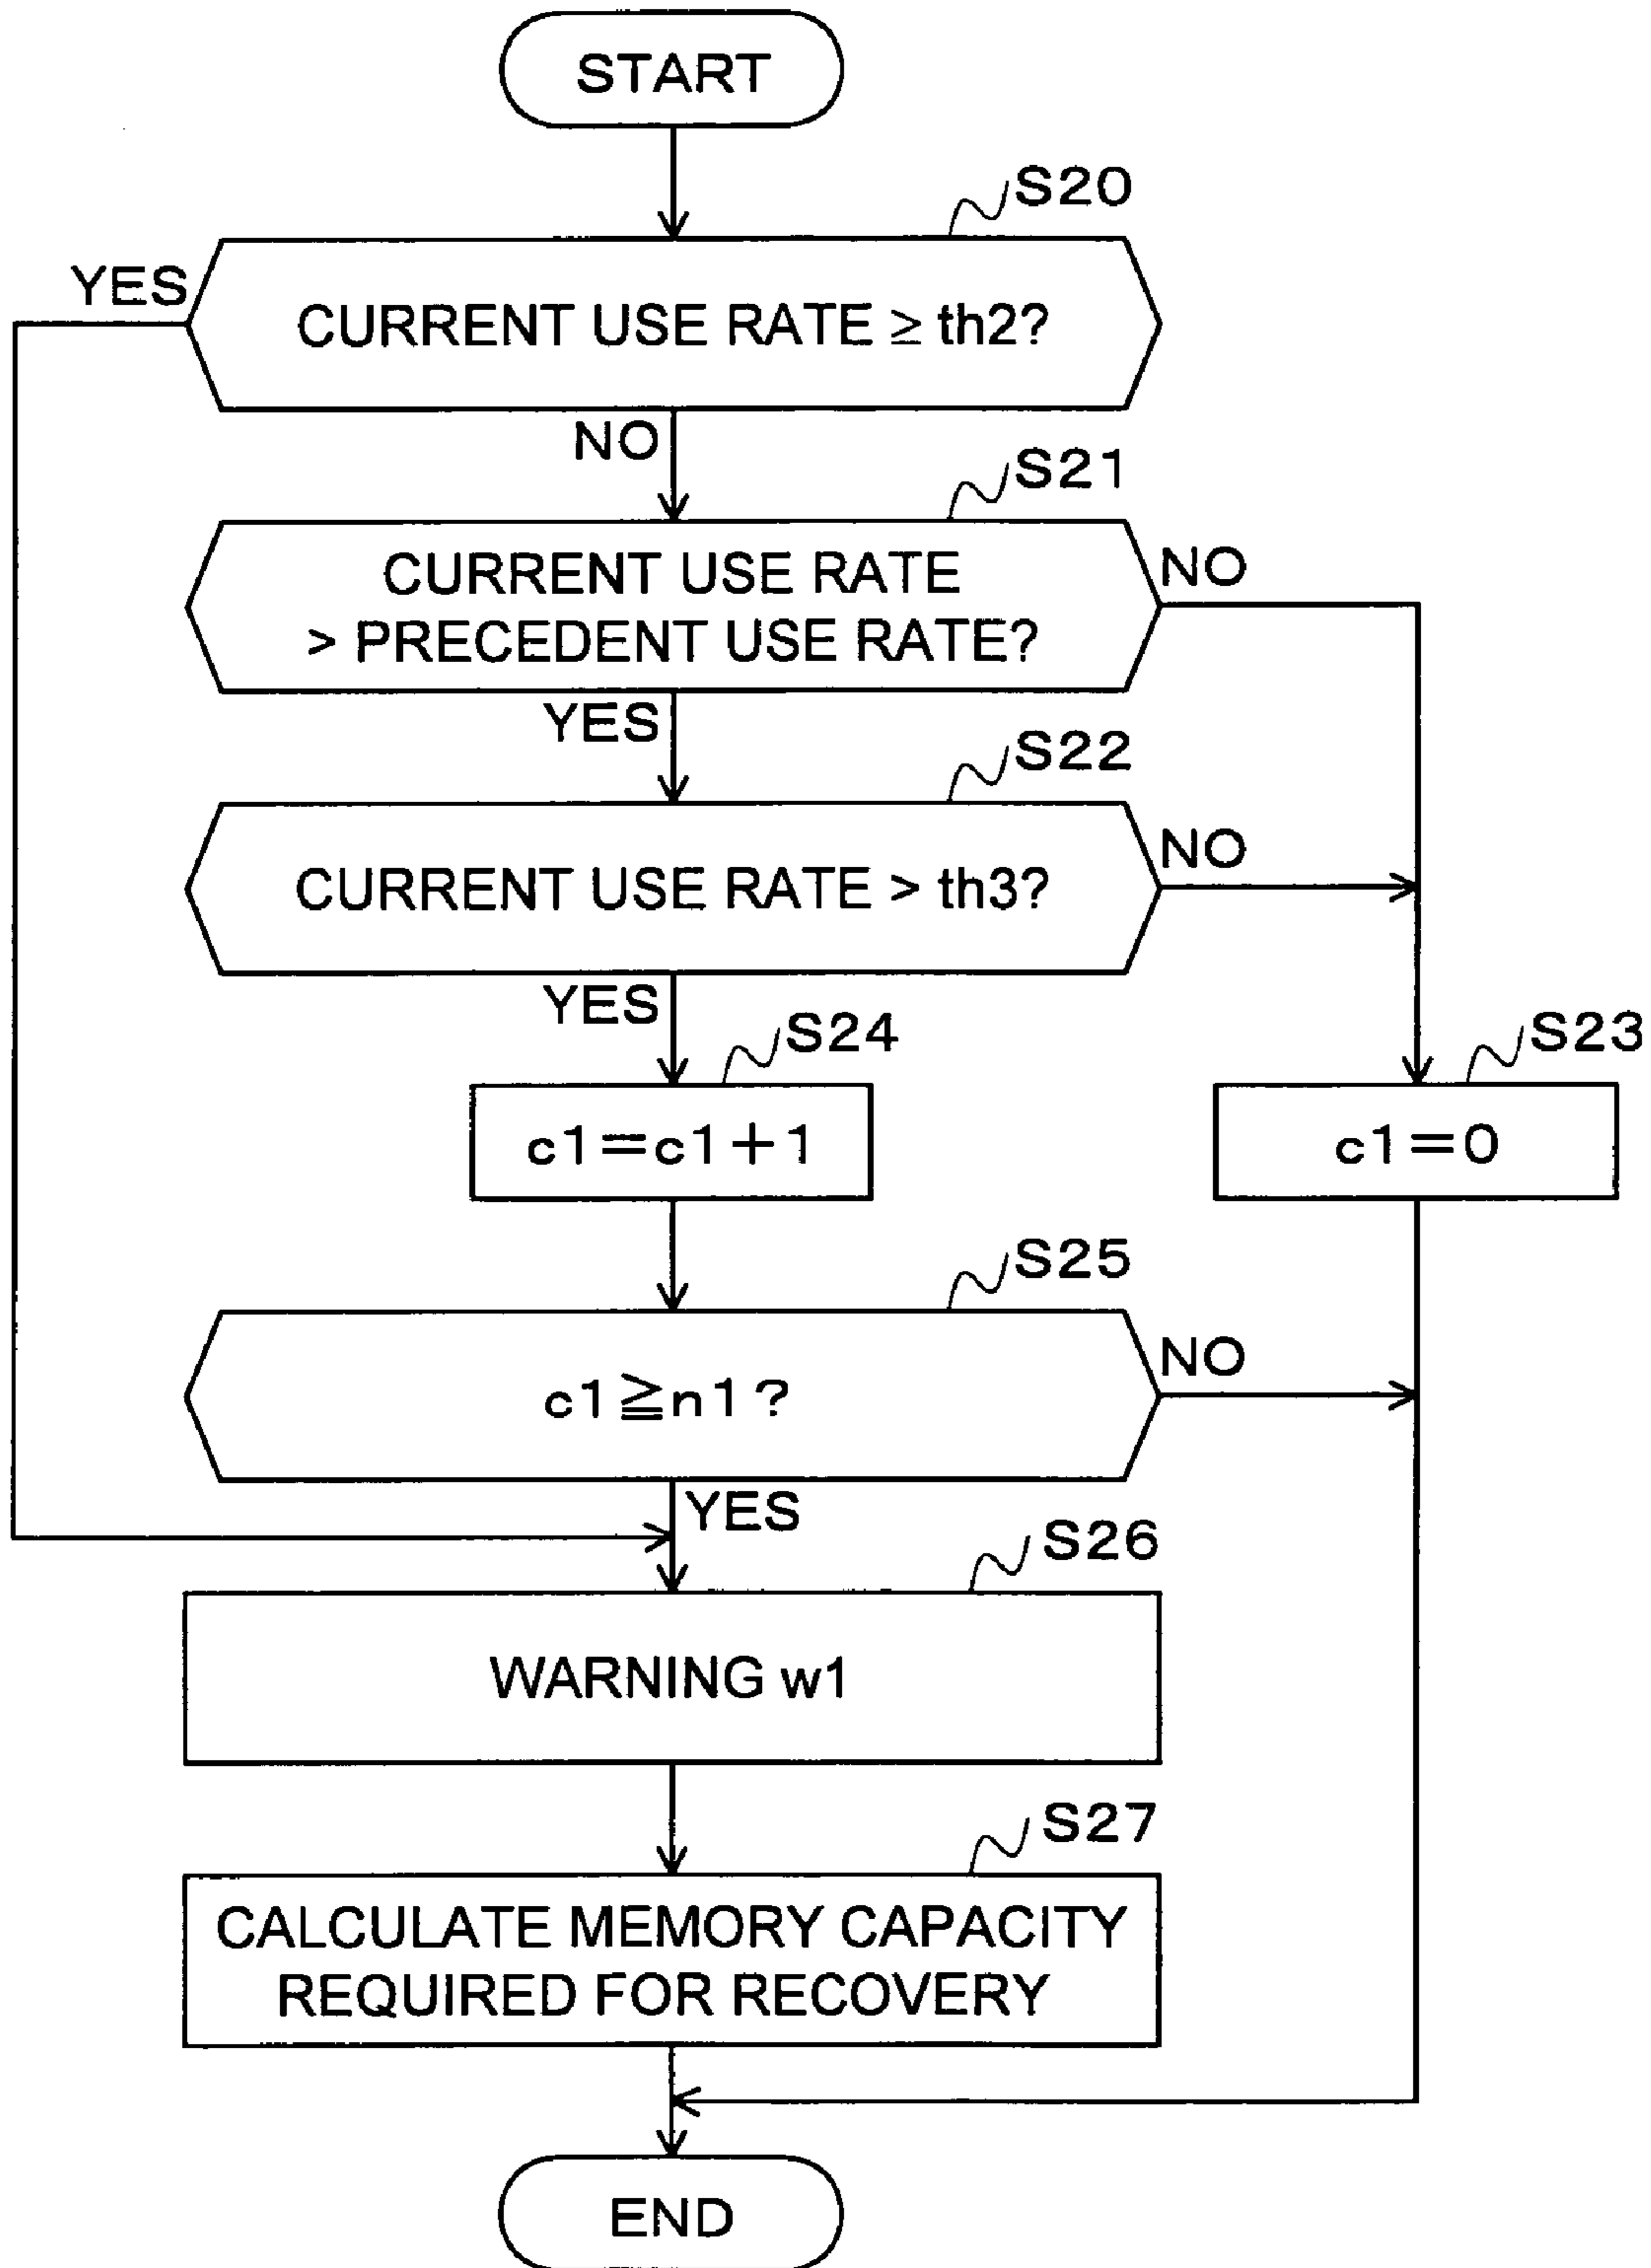 START
S20
YES
CURRENT USE RATE ≥ th2?
NO
S21
CURRENT USE RATE
> PRECEDENT USE RATE?
NO
YES
S22
CURRENT USE RATE > th3?
NO
YES
S24
S23
c1=c1+1
c1=0
S25
c1≧n1?
NO
YES
S26
WARNING w1
S27
CALCULATE MEMORY CAPACITY
REQUIRED FOR RECOVERY
END